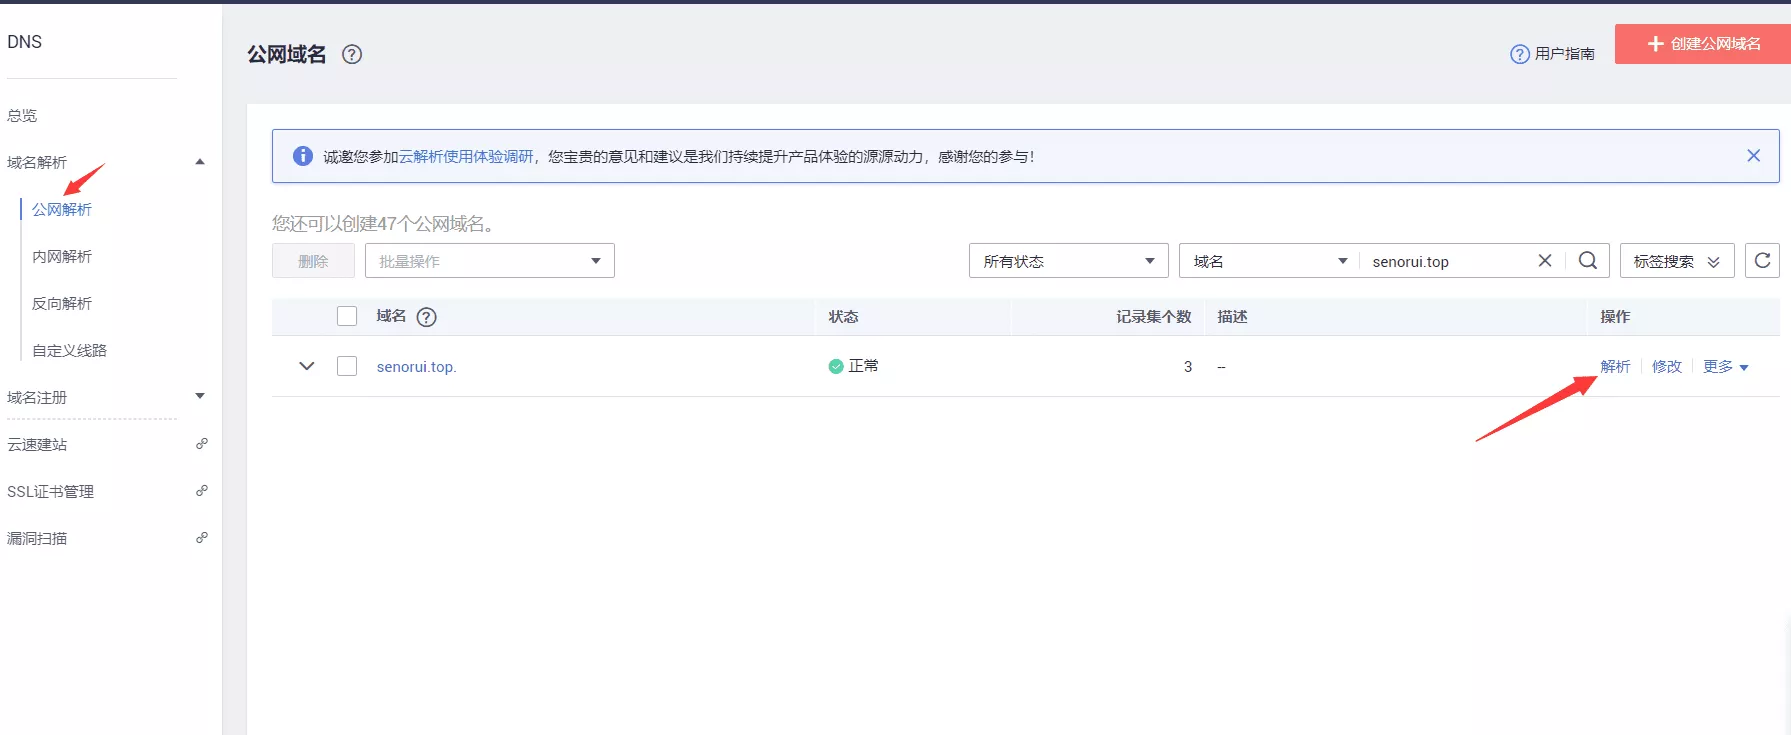 DNS
总览
域名解析
公网解析
内网解析
反向解析
自定义线路
域名注册
云速建站
SSL证书管理
漏洞扫描
公网域名
用户指南
创建公网域名
诚邀您参加云解析使用体验调研，您宝贵的意见和建议是我们持续提升产品体验的源源动力，感谢您的参与！
您还可以创建47个公网域名。
删除 批量操作 所有状态 域名 senorui.top 标签搜索
域名 状态 记录集个数 描述 操作
senorui.top. 正常 3 -- 解析 修改 更多